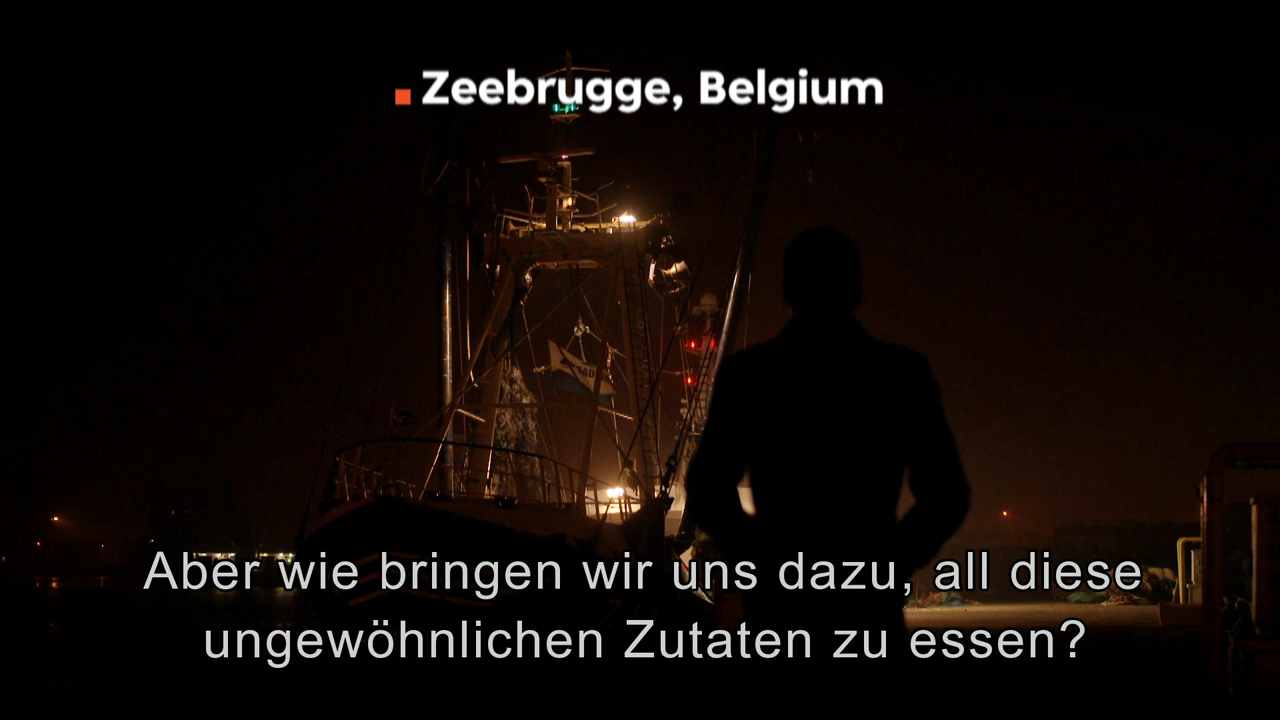 Zeebrugge, Belgium
Aber wie bringen wir uns dazu, all diese
ungewöhnlichen Zutaten zu essen?